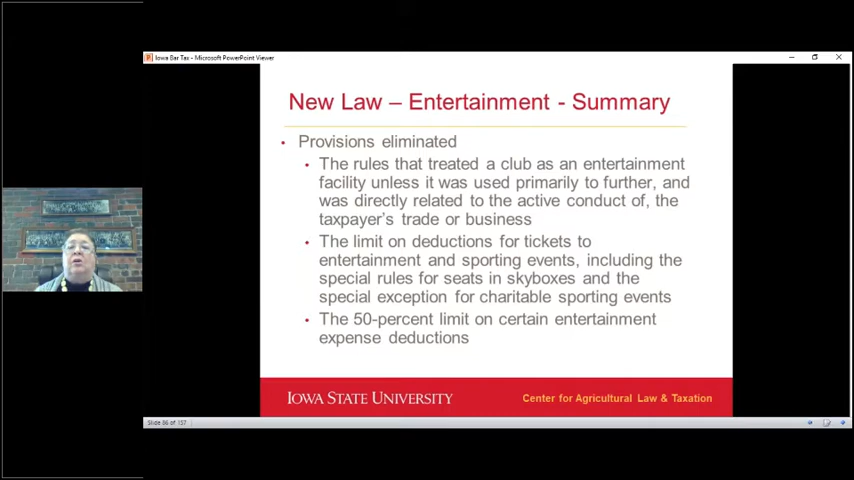 Iowa Bar Tax - Microsoft PowerPoint Viewer
New Law – Entertainment - Summary
• Provisions eliminated
• The rules that treated a club as an entertainment
facility unless it was used primarily to further, and
was directly related to the active conduct of, the
taxpayer's trade or business
• The limit on deductions for tickets to
entertainment and sporting events, including the
special rules for seats in skyboxes and the
special exception for charitable sporting events
• The 50-percent limit on certain entertainment
expense deductions
IOWA STATE UNIVERSITY
Center for Agricultural Law & Taxation
Slide 86 of 157